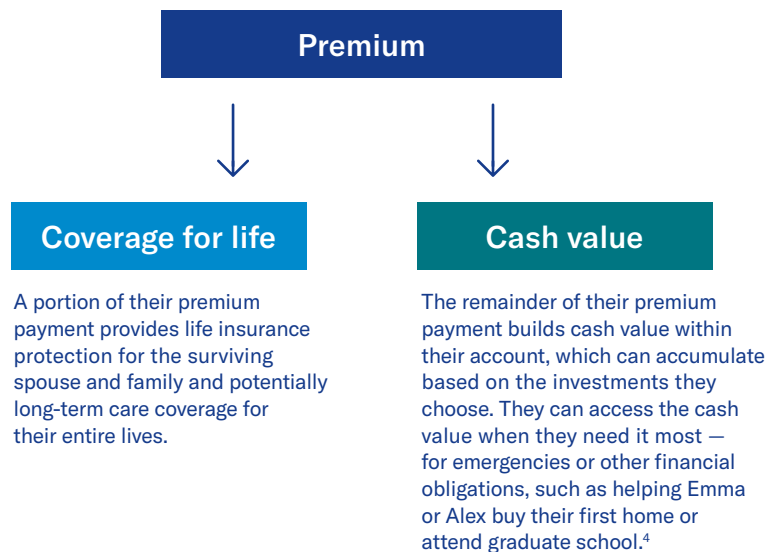 Premium
Coverage for life
A portion of their premium
payment provides life insurance
protection for the surviving
spouse and family and potentially
long-term care coverage for
their entire lives.
Cash value
The remainder of their premium
payment builds cash value within
their account, which can accumulate
based on the investments they
choose. They can access the cash
value when they need it most —
for emergencies or other financial
obligations, such as helping Emma
or Alex buy their first home or
attend graduate school.⁴